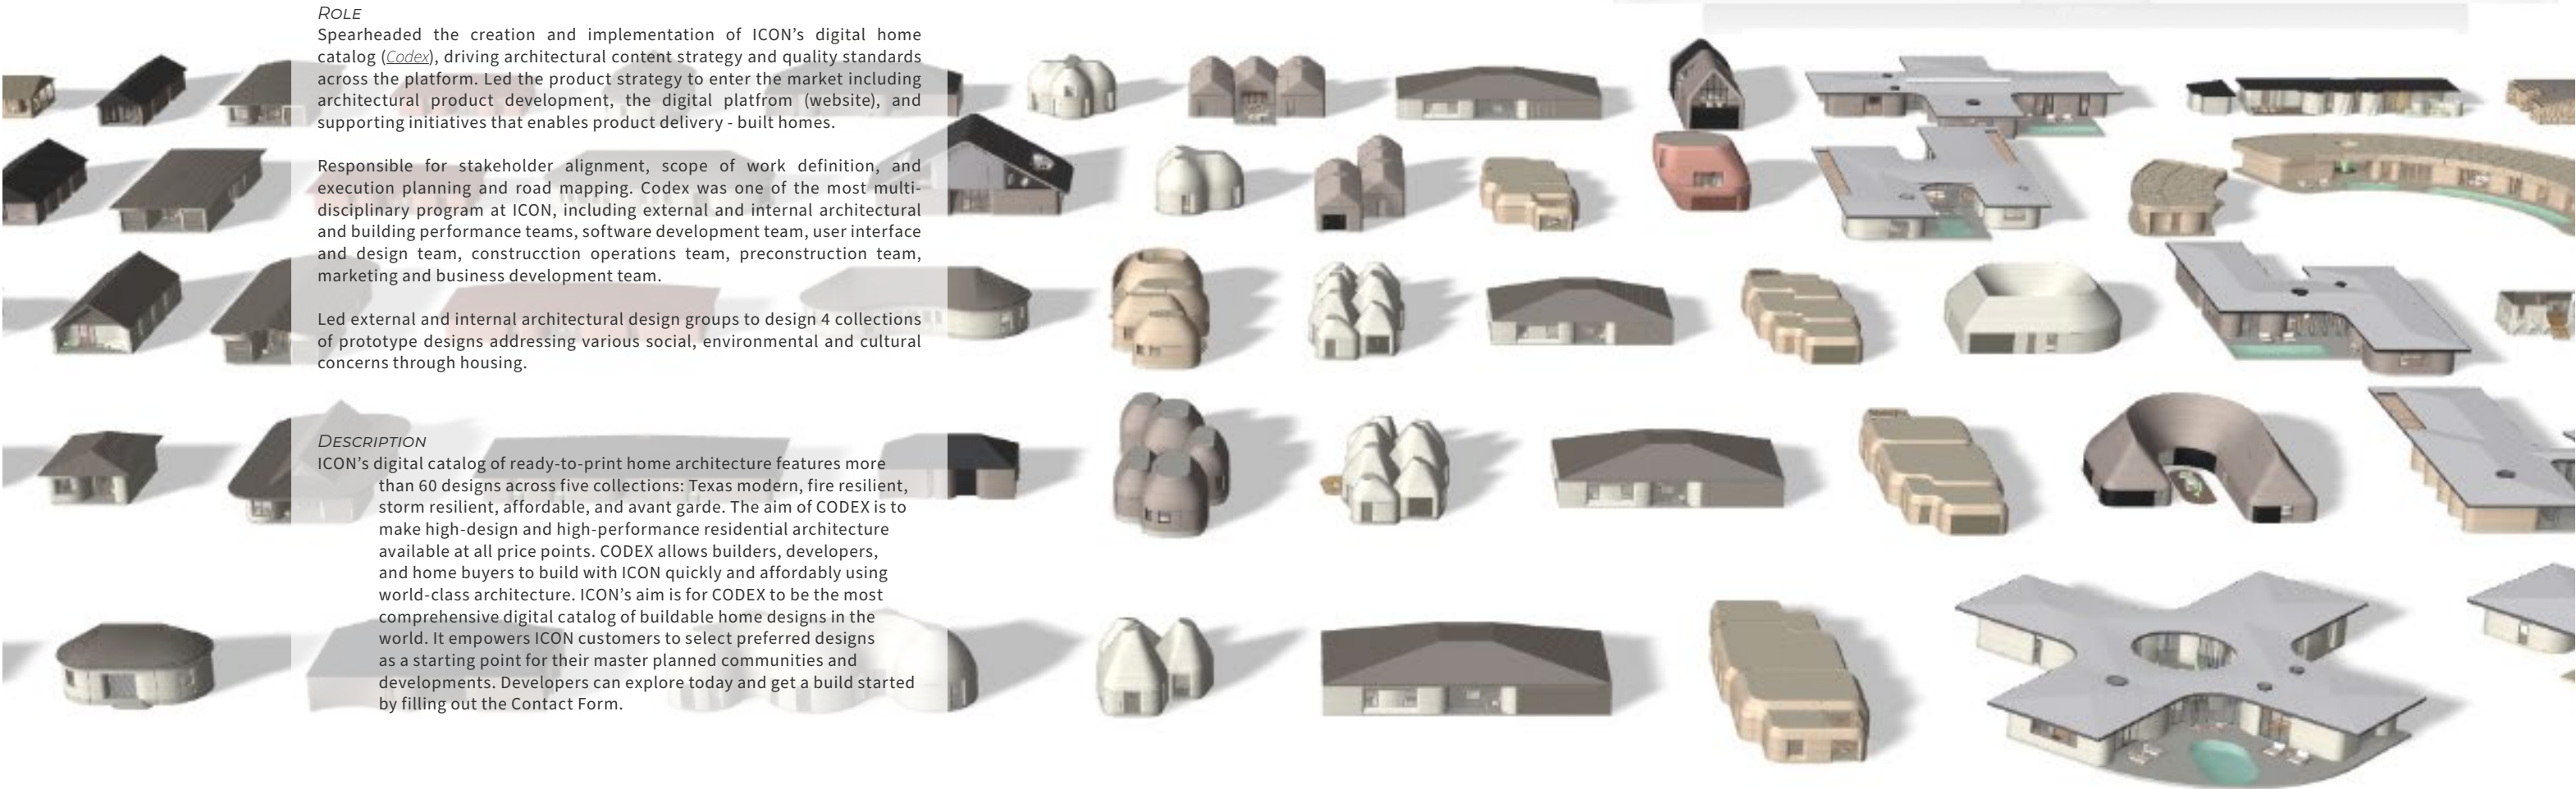 ROLE
Spearheaded the creation and implementation of ICON's digital home
catalog (Codex), driving architectural content strategy and quality standards
across the platform. Led the product strategy to enter the market including
architectural product development, the digital platfrom (website), and
supporting initiatives that enables product delivery - built homes.
Responsible for stakeholder alignment, scope of work definition, and
execution planning and road mapping. Codex was one of the most multi-
disciplinary program at ICON, including external and internal architectural
and building performance teams, software development team, user interface
and design team, construcction operations team, preconstruction team,
marketing and business development team.
Led external and internal architectural design groups to design 4 collections
of prototype designs addressing various social, environmental and cultural
concerns through housing.
DESCRIPTION
ICON's digital catalog of ready-to-print home architecture features more
than 60 designs across five collections: Texas modern, fire resilient,
storm resilient, affordable, and avant garde. The aim of CODEX is to
make high-design and high-performance residential architecture
available at all price points. CODEX allows builders, developers,
and home buyers to build with ICON quickly and affordably using
world-class architecture. ICON's aim is for CODEX to be the most
comprehensive digital catalog of buildable home designs in the
world. It empowers ICON customers to select preferred designs
as a starting point for their master planned communities and
developments. Developers can explore today and get a build started
by filling out the Contact Form.